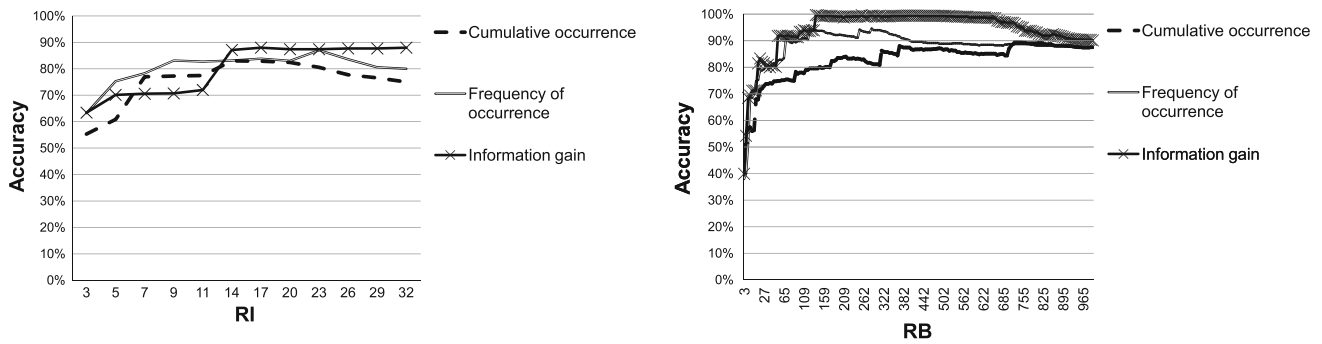 100%
90%
80%
70%
60%
50%
40%
30%
20%
10%
0%
Accuracy
3 5 7 9 11 14 17 20 23 26 29 32
RI
Cumulative occurrence
Frequency of
occurrence
Information gain
100%
90%
80%
70%
60%
50%
40%
30%
20%
10%
0%
Accuracy
3 27 65 109 159 209 262 322 382 442 502 562 622 685 755 825 895 965
RB
Cumulative occurrence
Frequency of
occurrence
Information gain